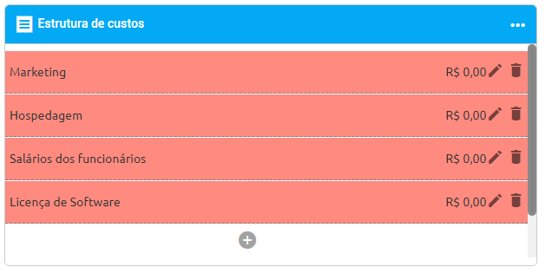 Estrutura de custos
Marketing R$ 0,00
Hospedagem R$ 0,00
Salários dos funcionários R$ 0,00
Licença de Software R$ 0,00